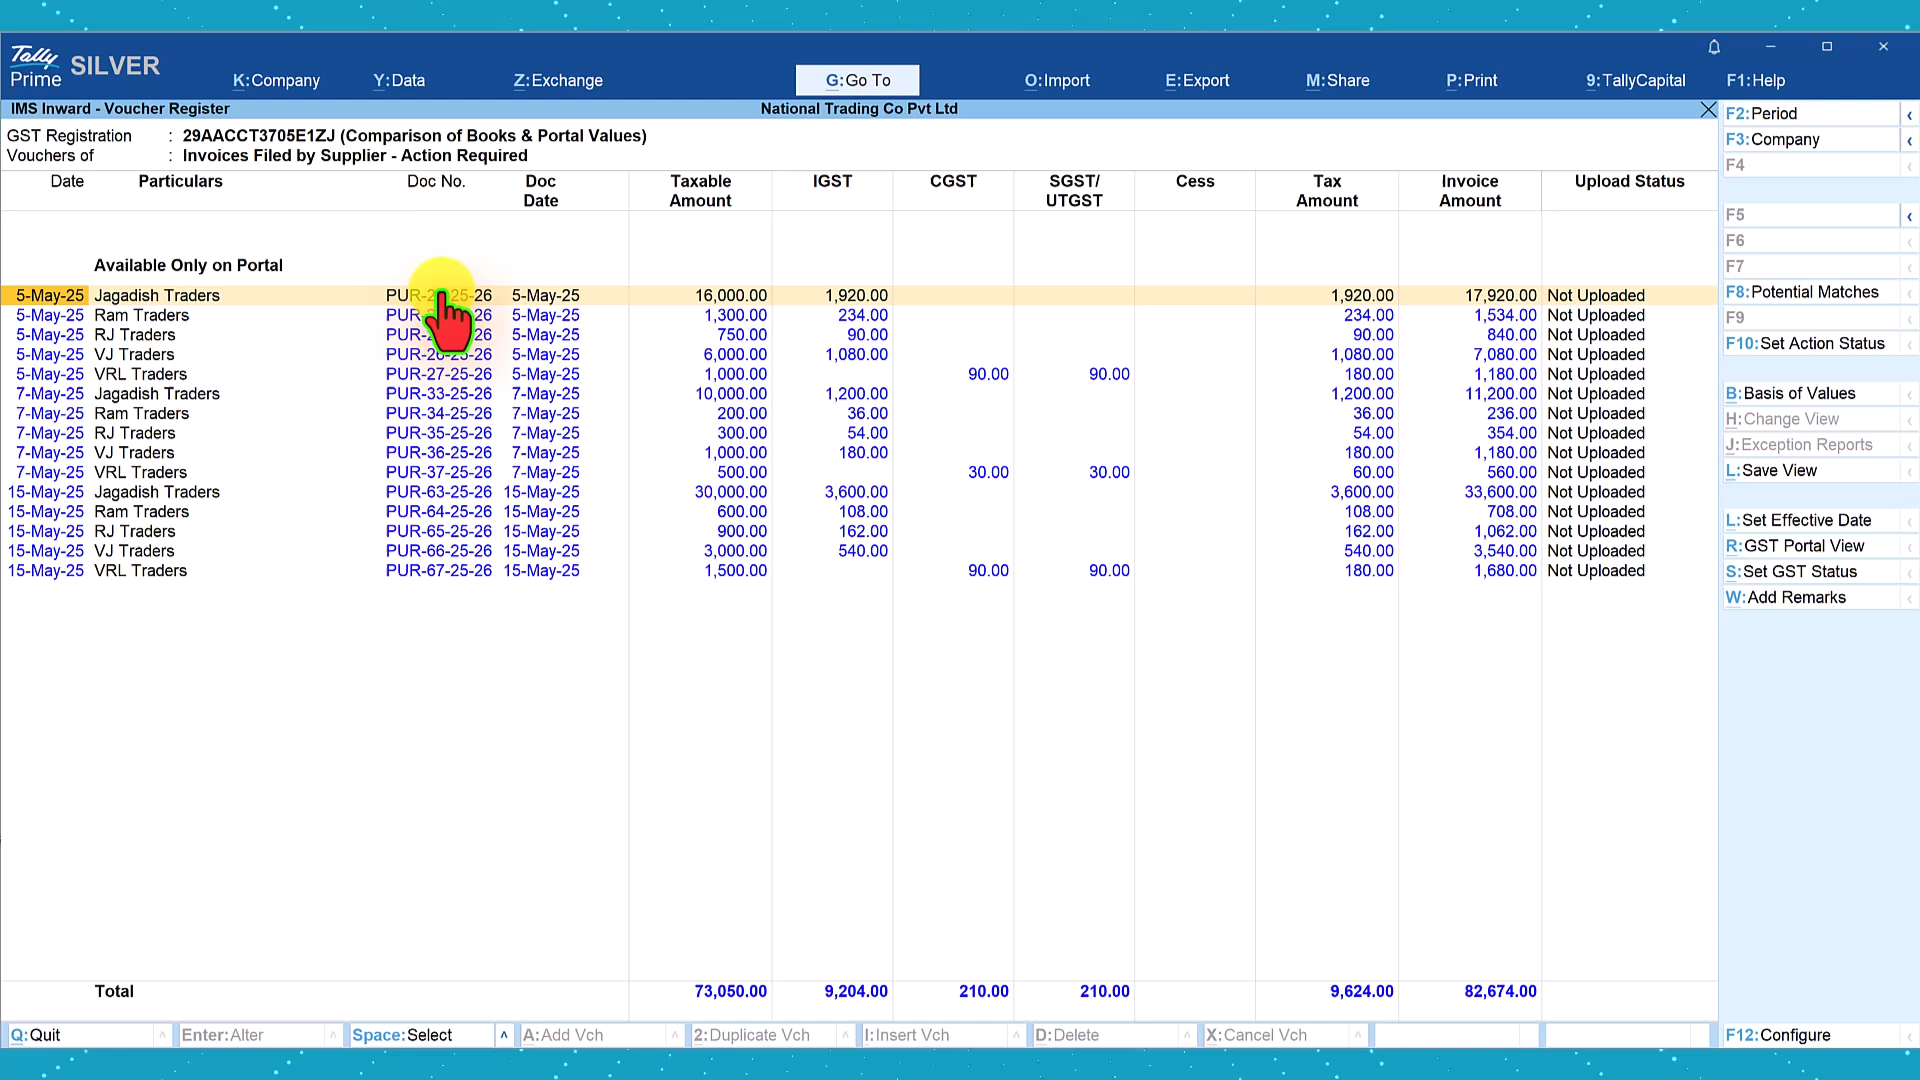 Tally Prime SILVER
K:Company Y:Data Z:Exchange G:Go To O:Import E:Export M:Share P:Print 9:TallyCapital F1:Help
IMS Inward - Voucher Register National Trading Co Pvt Ltd
GST Registration : 29AACCT3705E1ZJ (Comparison of Books & Portal Values)
Vouchers of : Invoices Filed by Supplier - Action Required
Date Particulars Doc No. Doc Date Taxable Amount IGST CGST SGST/ UTGST Cess Tax Amount Invoice Amount Upload Status
Available Only on Portal
5-May-25 Jagadish Traders 5-May-25 16,000.00 1,920.00 1,920.00 17,920.00 Not Uploaded
5-May-25 Ram Traders 5-May-25 1,300.00 234.00 234.00 1,534.00 Not Uploaded
5-May-25 RJ Traders 5-May-25 750.00 90.00 90.00 840.00 Not Uploaded
5-May-25 VJ Traders PUR-26-25-26 5-May-25 6,000.00 1,080.00 1,080.00 7,080.00 Not Uploaded
5-May-25 VRL Traders PUR-27-25-26 5-May-25 1,000.00 90.00 90.00 180.00 1,180.00 Not Uploaded
7-May-25 Jagadish Traders PUR-33-25-26 7-May-25 10,000.00 1,200.00 1,200.00 11,200.00 Not Uploaded
7-May-25 Ram Traders PUR-34-25-26 7-May-25 200.00 36.00 36.00 236.00 Not Uploaded
7-May-25 RJ Traders PUR-35-25-26 7-May-25 300.00 54.00 54.00 354.00 Not Uploaded
7-May-25 VJ Traders PUR-36-25-26 7-May-25 1,000.00 180.00 180.00 1,180.00 Not Uploaded
7-May-25 VRL Traders PUR-37-25-26 7-May-25 500.00 30.00 30.00 60.00 560.00 Not Uploaded
15-May-25 Jagadish Traders PUR-63-25-26 15-May-25 30,000.00 3,600.00 3,600.00 33,600.00 Not Uploaded
15-May-25 Ram Traders PUR-64-25-26 15-May-25 600.00 108.00 108.00 708.00 Not Uploaded
15-May-25 RJ Traders PUR-65-25-26 15-May-25 900.00 162.00 162.00 1,062.00 Not Uploaded
15-May-25 VJ Traders PUR-66-25-26 15-May-25 3,000.00 540.00 540.00 3,540.00 Not Uploaded
15-May-25 VRL Traders PUR-67-25-26 15-May-25 1,500.00 90.00 90.00 180.00 1,680.00 Not Uploaded
Total 73,050.00 9,204.00 210.00 210.00 9,624.00 82,674.00
F2:Period
F3:Company
F4
F5
F6
F7
F8:Potential Matches
F9
F10:Set Action Status
B:Basis of Values
H:Change View
J:Exception Reports
L:Save View
L:Set Effective Date
R:GST Portal View
S:Set GST Status
W:Add Remarks
Q:Quit Enter:Alter Space:Select A:Add Vch 2:Duplicate Vch I:Insert Vch D:Delete X:Cancel Vch F12:Configure